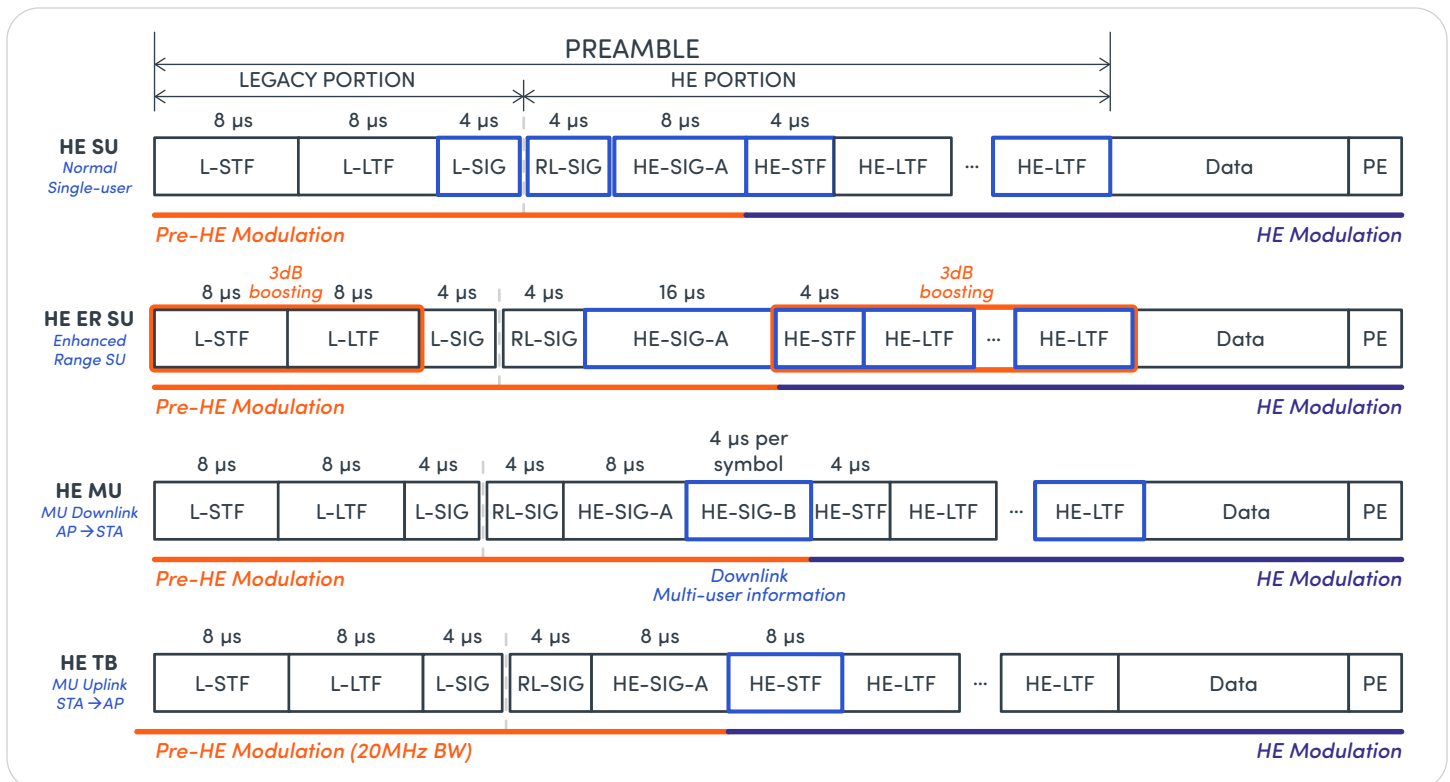 PREAMBLE
LEGACY PORTION HE PORTION
8 µs 8 µs 4 µs 4 µs 8 µs 4 µs
HE SU
Normal
Single-user
L-STF L-LTF L-SIG RL-SIG HE-SIG-A HE-STF HE-LTF ... HE-LTF Data PE
Pre-HE Modulation HE Modulation
3dB
boosting
3dB
boosting
8 µs 8 µs 4 µs 4 µs 16 µs 4 µs
HE ER SU
Enhanced
Range SU
L-STF L-LTF L-SIG RL-SIG HE-SIG-A HE-STF HE-LTF ... HE-LTF Data PE
Pre-HE Modulation HE Modulation
8 µs 8 µs 4 µs 4 µs 8 µs 4 µs per
symbol
4 µs
HE MU
MU Downlink
AP→STA
L-STF L-LTF L-SIG RL-SIG HE-SIG-A HE-SIG-B HE-STF HE-LTF ... HE-LTF Data PE
Pre-HE Modulation HE Modulation
Downlink
Multi-user information
8 µs 8 µs 4 µs 4 µs 8 µs 8 µs
HE TB
MU Uplink
STA→AP
L-STF L-LTF L-SIG RL-SIG HE-SIG-A HE-STF HE-LTF ... HE-LTF Data PE
Pre-HE Modulation (20MHz BW) HE Modulation